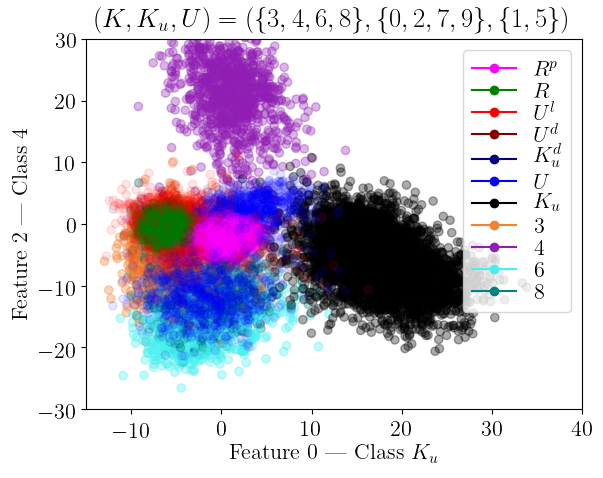 (K, K_u, U) = ({3, 4, 6, 8}, {0, 2, 7, 9}, {1, 5})
30
20
10
0
−10
−20
−30
Feature 2 — Class 4
R^p
R
U^l
U^d
K_u^d
U
K_u
3
4
6
8
−10
0
10
20
30
40
Feature 0 — Class K_u